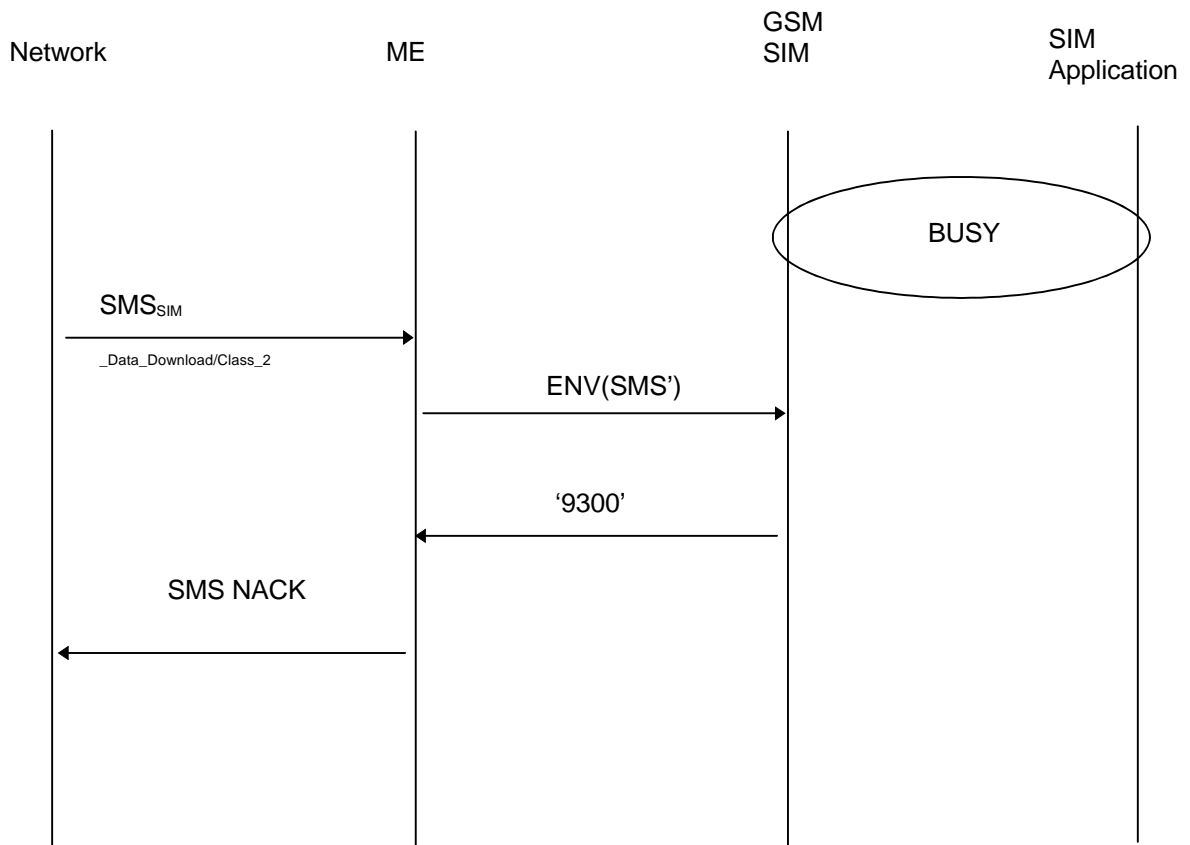 Network
ME
GSM
SIM
SIM
Application
BUSY
SMSSIM
_Data_Download/Class_2
ENV(SMS’)
‘9300’
SMS NACK